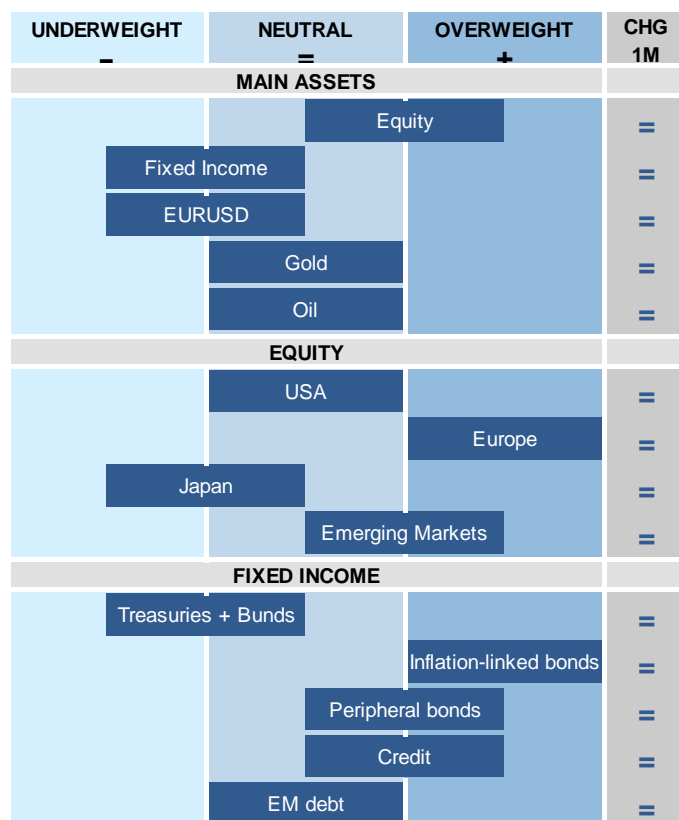 UNDERWEIGHT NEUTRAL OVERWEIGHT CHG
- = + 1M
MAIN ASSETS
Equity =
Fixed Income =
EURUSD =
Gold =
Oil =
EQUITY
USA =
Europe =
Japan =
Emerging Markets =
FIXED INCOME
Treasuries + Bunds =
Inflation-linked bonds =
Peripheral bonds =
Credit =
EM debt =